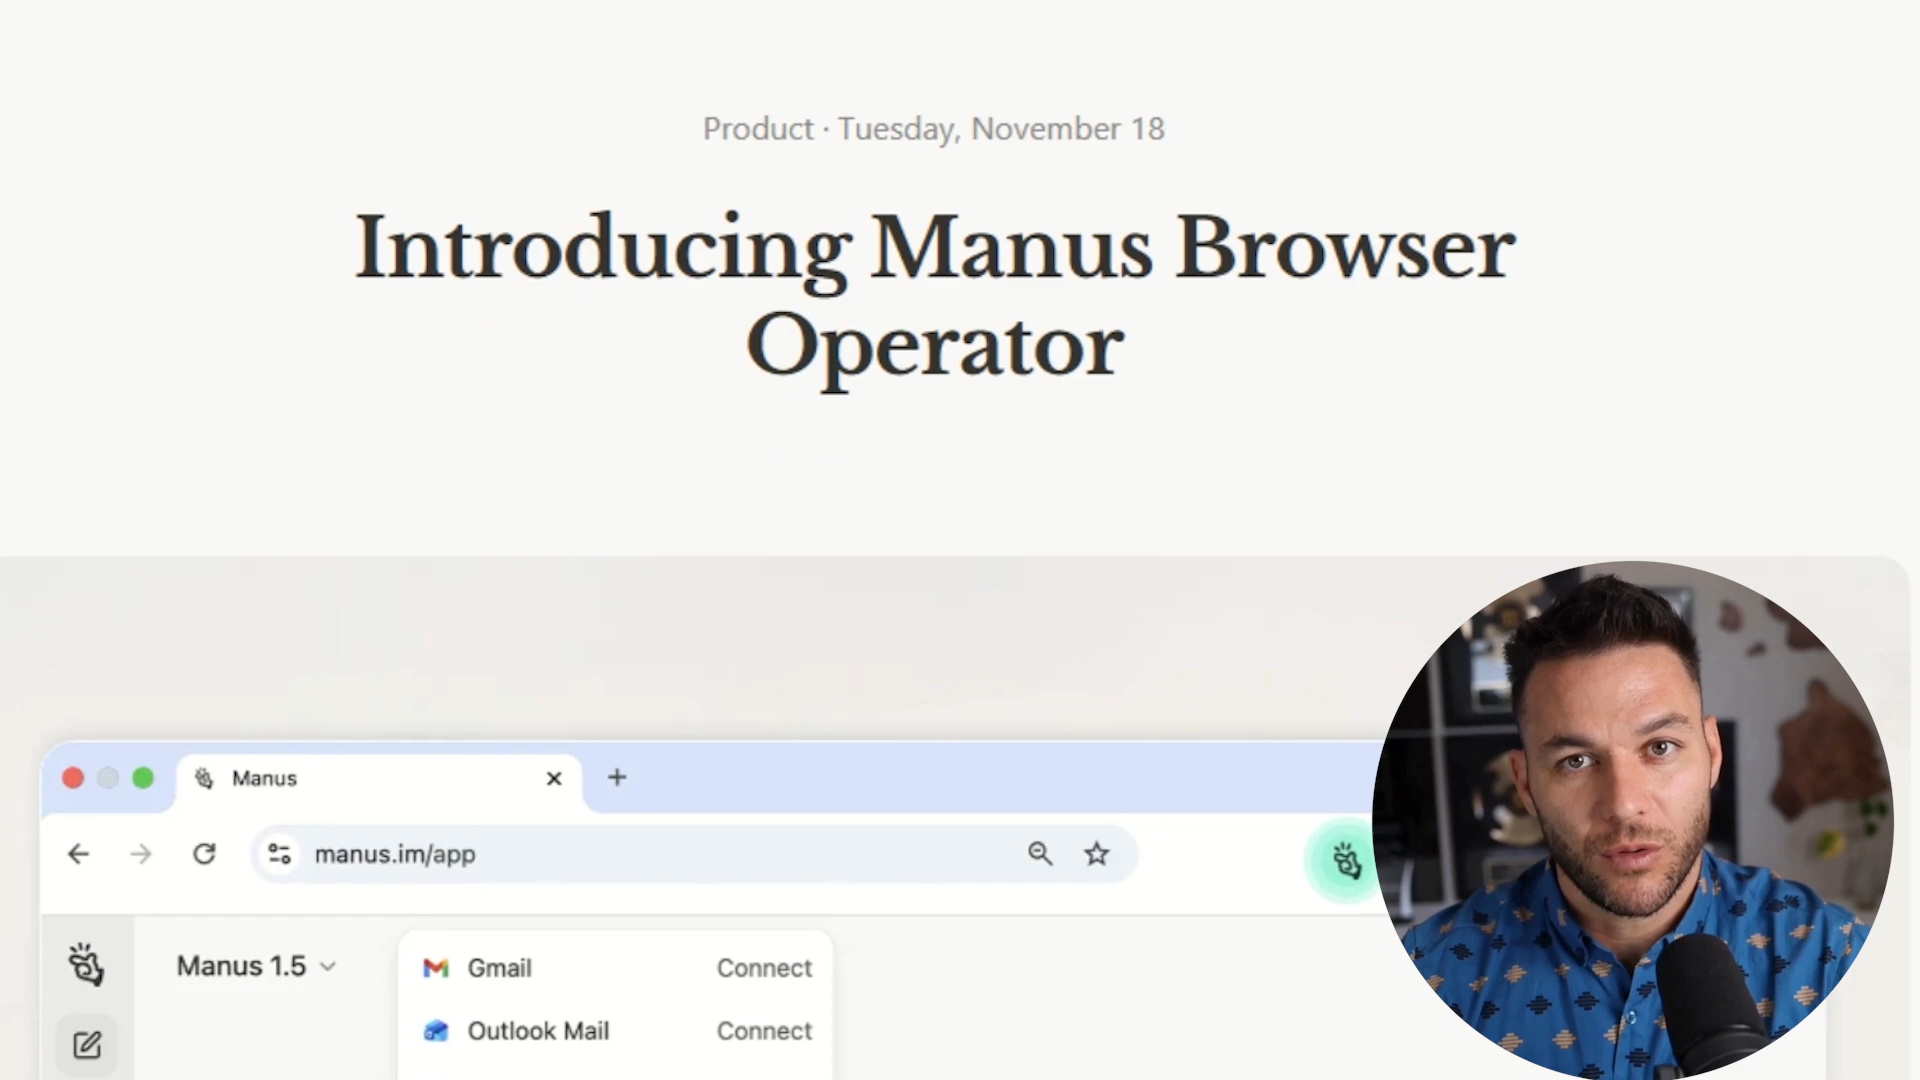 Product · Tuesday, November 18
Introducing Manus Browser
Operator
Manus
manus.im/app
Manus 1.5
Gmail Connect
Outlook Mail Connect